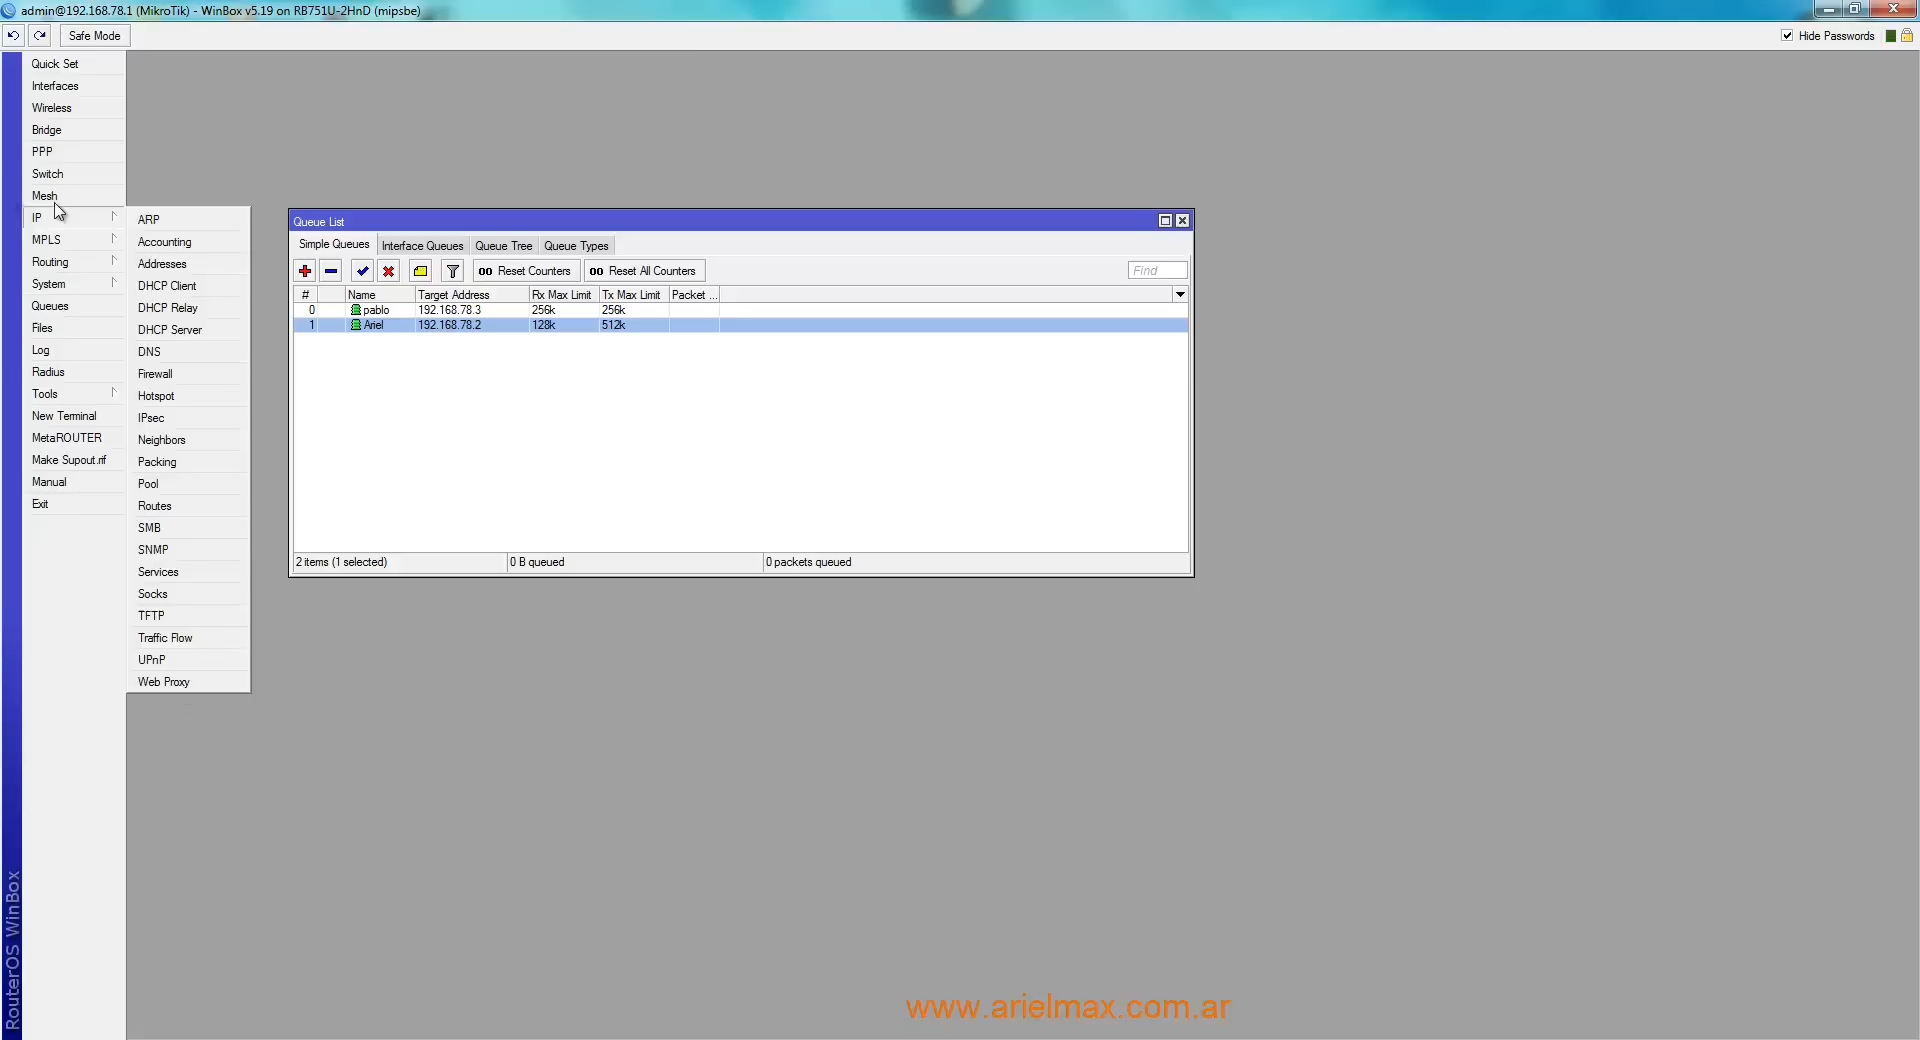 admin@192.168.78.1 (MikroTik) - WinBox v5.19 on RB751U-2HnD (mipsbe)
Safe Mode
Hide Passwords
Quick Set
Interfaces
Wireless
Bridge
PPP
Switch
Mesh
IP
MPLS
Routing
System
Queues
Files
Log
Radius
Tools
New Terminal
MetaROUTER
Make Supout.rif
Manual
Exit
RouterOS WinBox
ARP
Accounting
Addresses
DHCP Client
DHCP Relay
DHCP Server
DNS
Firewall
Hotspot
IPsec
Neighbors
Packing
Pool
Routes
SMB
SNMP
Services
Socks
TFTP
Traffic Flow
UPnP
Web Proxy
Queue List
Simple Queues Interface Queues Queue Tree Queue Types
00 Reset Counters 00 Reset All Counters Find
# Name Target Address Rx Max Limit Tx Max Limit Packet ...
0 pablo 192.168.78.3 256k 256k
1 Ariel 192.168.78.2 128k 512k
2 items (1 selected) 0 B queued 0 packets queued
www.arielmax.com.ar